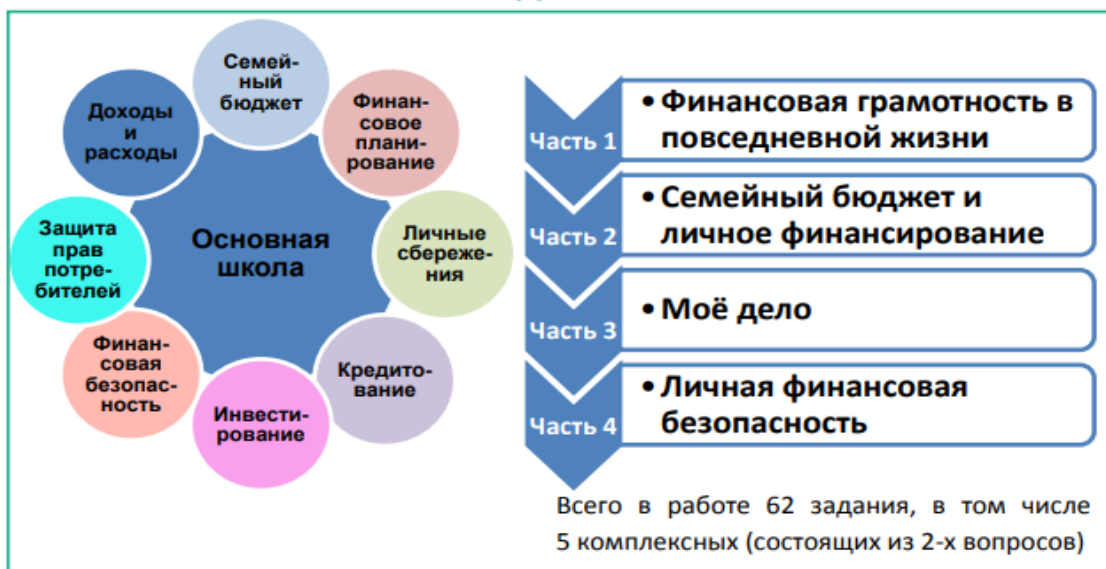 Семей-
ный
бюджет
Финан-
совое
плани-
рование
Личные
сбереже-
ния
Кредито-
вание
Инвести-
рование
Финан-
совая
безопас-
ность
Защита
прав
потре-
бителей
Доходы
и
расходы
Основная
школа
Часть 1
• Финансовая грамотность в
повседневной жизни
Часть 2
• Семейный бюджет и
личное финансирование
Часть 3
• Моё дело
Часть 4
• Личная финансовая
безопасность
Всего в работе 62 задания, в том числе
5 комплексных (состоящих из 2-х вопросов)